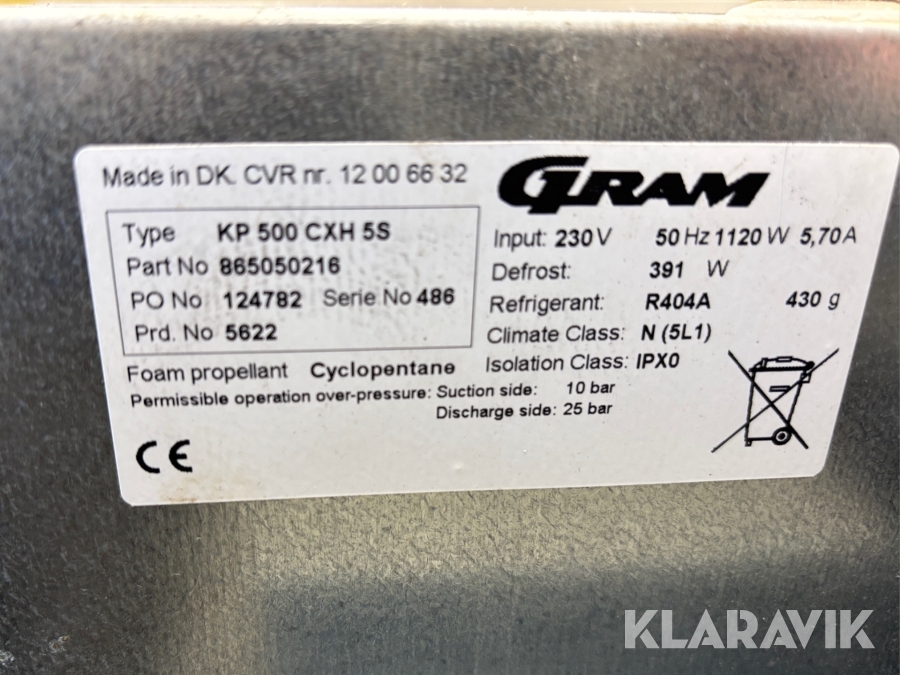 Made in DK. CVR nr. 12 00 66 32
GRAM
Type KP 500 CXH 5S
Part No 865050216
PO No 124782 Serie No 486
Prd. No 5622
Foam propellant Cyclopentane
Input: 230 V 50 Hz 1120 W 5,70 A
Defrost: 391 W
Refrigerant: R404A 430 g
Climate Class: N (5L1)
Isolation Class: IPX0
Permissible operation over-pressure: Suction side: 10 bar
Discharge side: 25 bar
CE
KLARAVIK